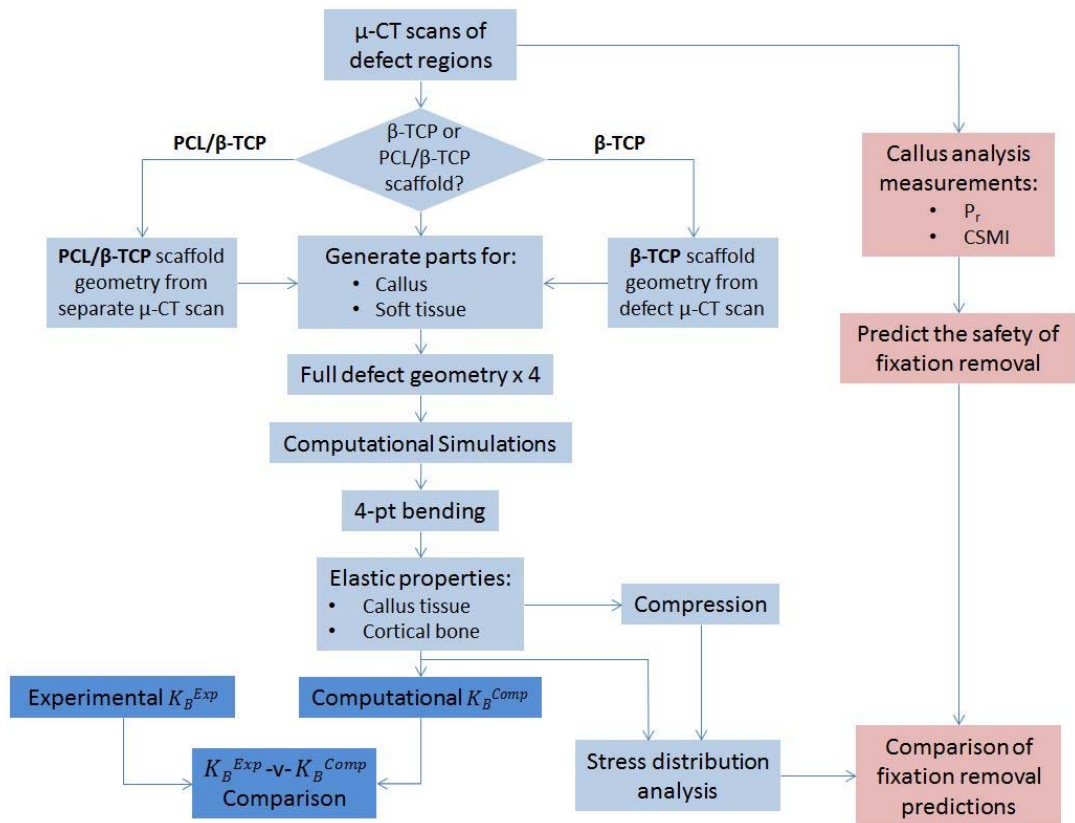 μ-CT scans of
defect regions
PCL/β-TCP
β-TCP or
PCL/β-TCP
scaffold?
β-TCP
Callus analysis
measurements:
• Pr
• CSMI
PCL/β-TCP scaffold
geometry from
separate μ-CT scan
Generate parts for:
• Callus
• Soft tissue
β-TCP scaffold
geometry from
defect μ-CT scan
Predict the safety of
fixation removal
Full defect geometry x 4
Computational Simulations
4-pt bending
Elastic properties:
• Callus tissue
• Cortical bone
Compression
Experimental K_B^Exp
Computational K_B^Comp
K_B^Exp -v- K_B^Comp
Comparison
Stress distribution
analysis
Comparison of
fixation removal
predictions